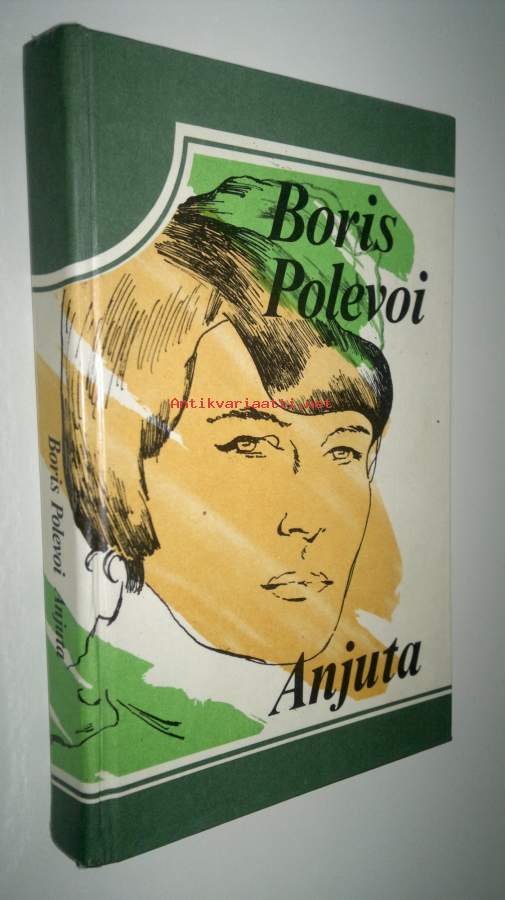 Boris
Polevoi
Antikvariaatti.net
Anjuta
Boris Polevoi Anjuta